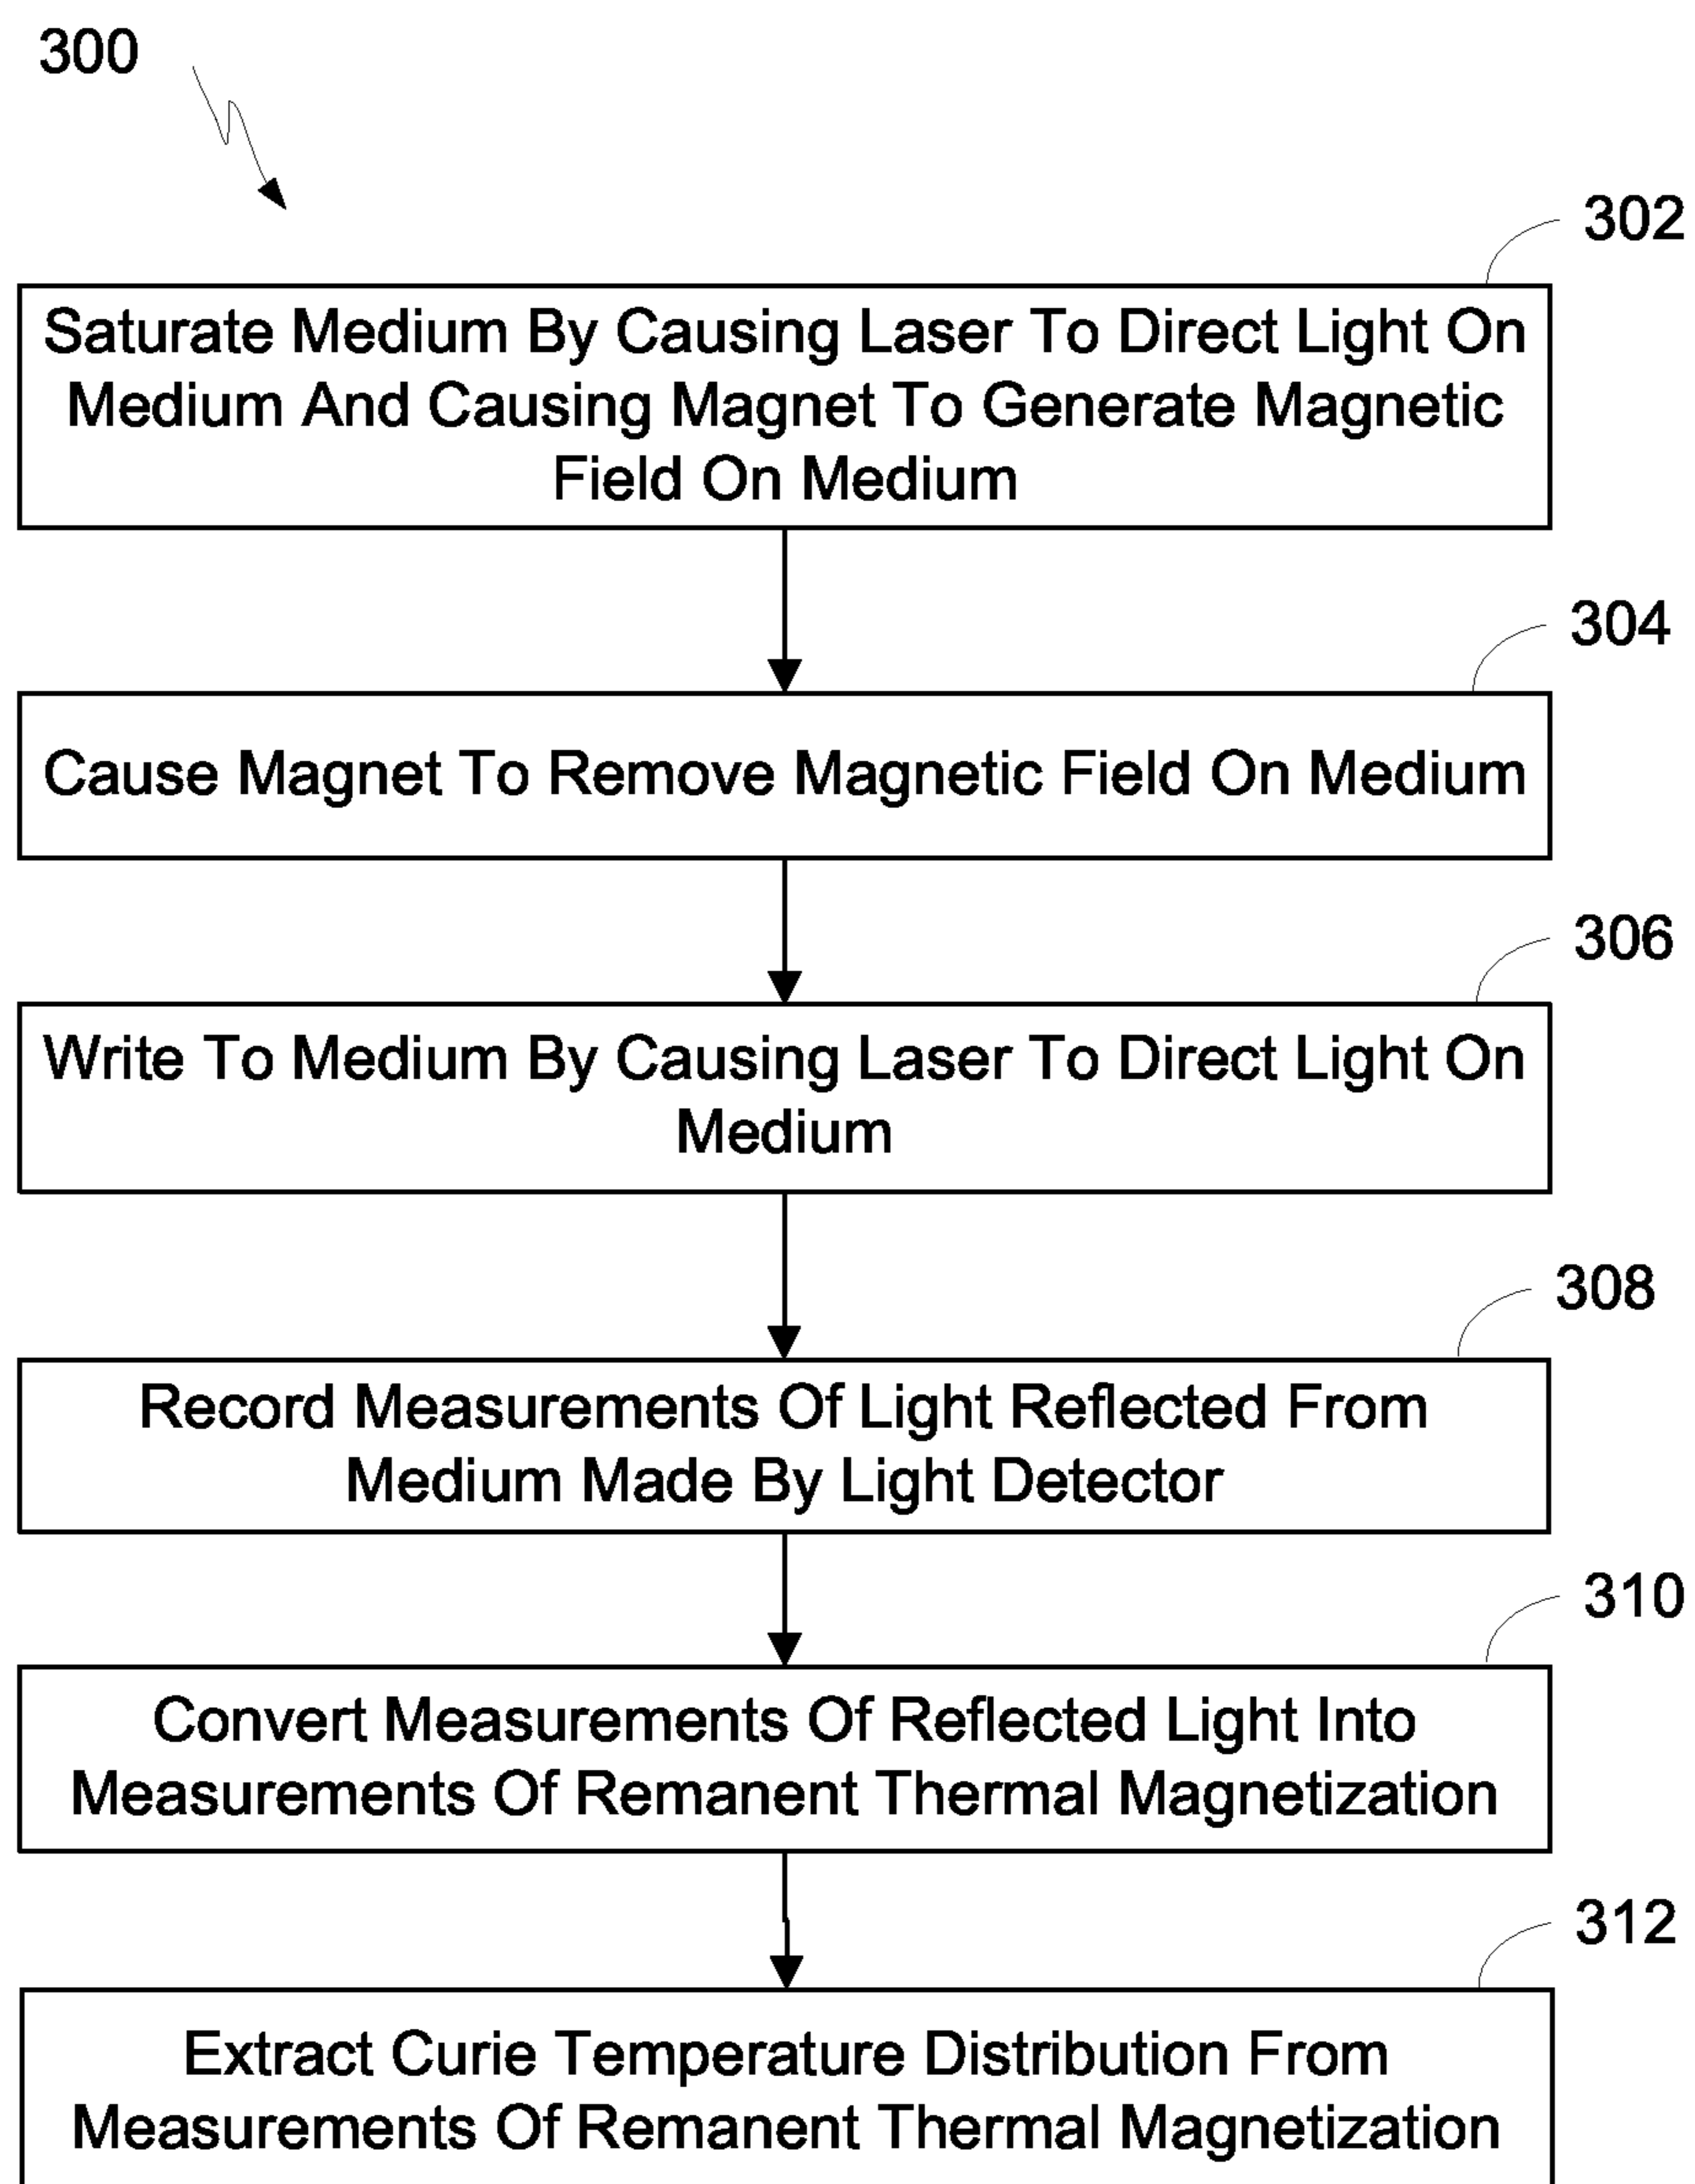 300
302
Saturate Medium By Causing Laser To Direct Light On
Medium And Causing Magnet To Generate Magnetic
Field On Medium
304
Cause Magnet To Remove Magnetic Field On Medium
306
Write To Medium By Causing Laser To Direct Light On
Medium
308
Record Measurements Of Light Reflected From
Medium Made By Light Detector
310
Convert Measurements Of Reflected Light Into
Measurements Of Remanent Thermal Magnetization
312
Extract Curie Temperature Distribution From
Measurements Of Remanent Thermal Magnetization